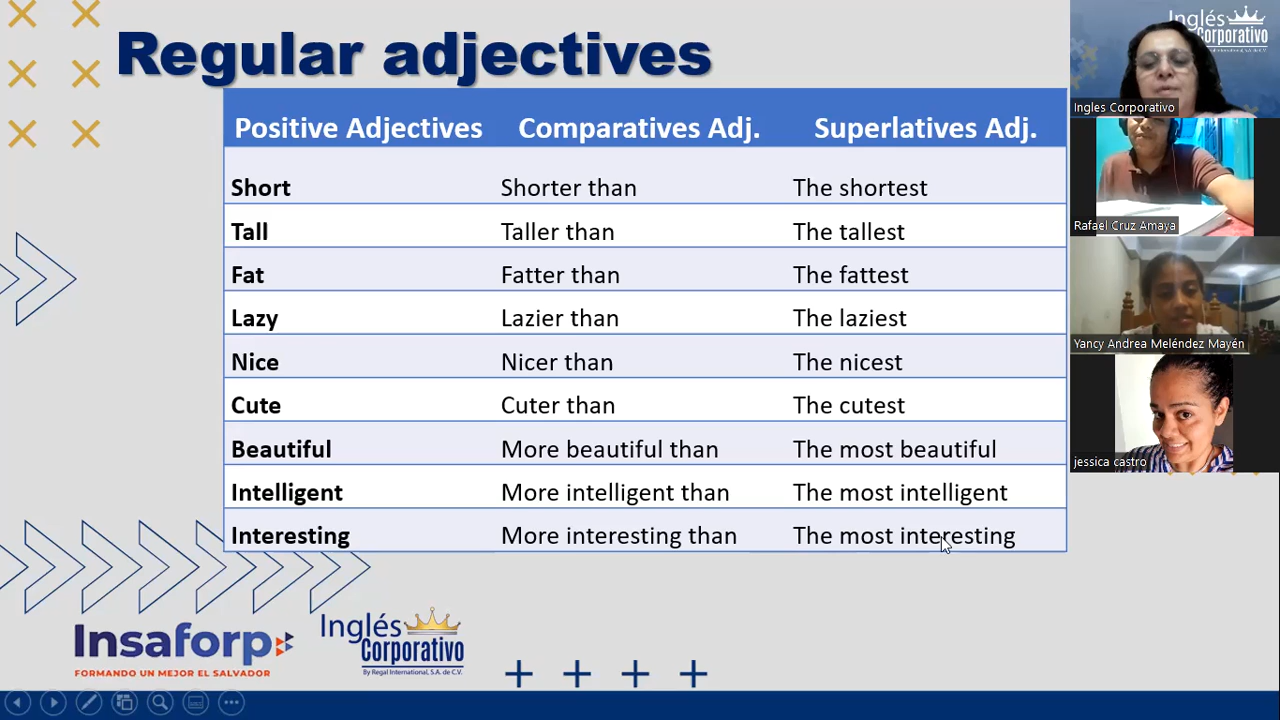 Regular adjectives
Positive Adjectives Comparatives Adj. Superlatives Adj.
Short Shorter than The shortest
Tall Taller than The tallest
Fat Fatter than The fattest
Lazy Lazier than The laziest
Nice Nicer than The nicest
Cute Cuter than The cutest
Beautiful More beautiful than The most beautiful
Intelligent More intelligent than The most intelligent
Interesting More interesting than The most interesting
Insaforp
FORMANDO UN MEJOR EL SALVADOR
Inglés
Corporativo
By Regal International, S.A. de C.V.
Inglés
Corporativo
Ingles Corporativo
Rafael Cruz Amaya
Yancy Andrea Meléndez Mayén
jessica castro